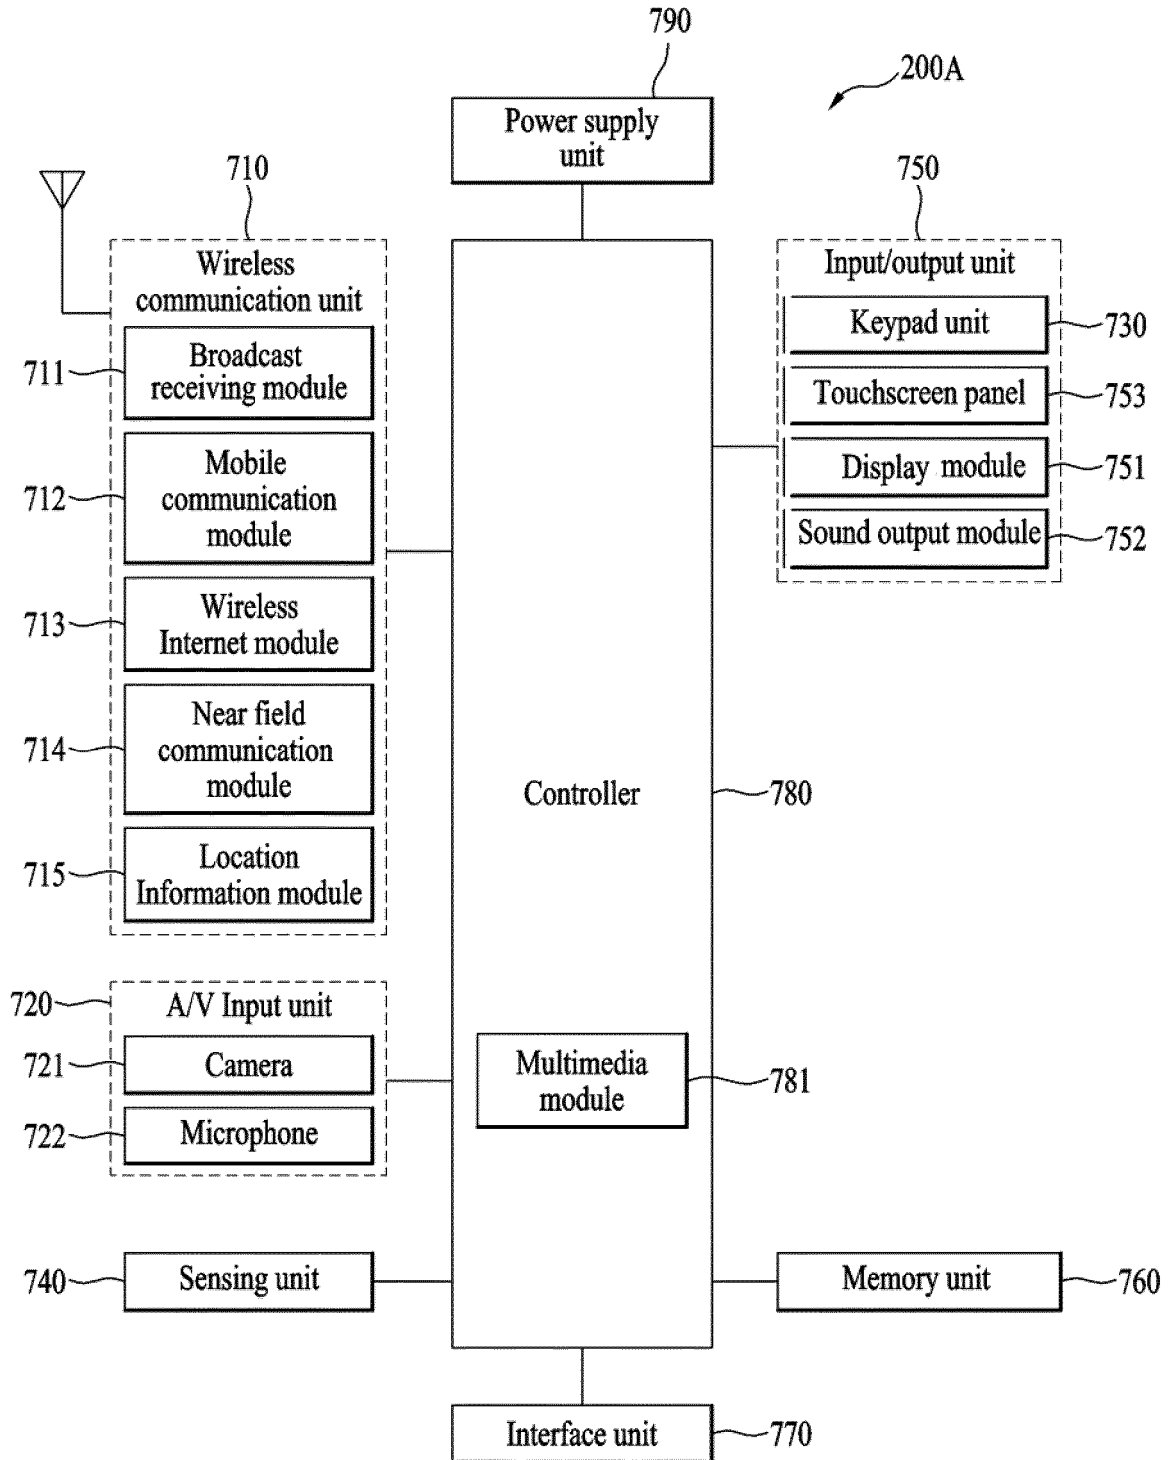 790
200A
Power supply
unit
710
Wireless
communication unit
711
Broadcast
receiving module
712
Mobile
communication
module
713
Wireless
Internet module
714
Near field
communication
module
715
Location
Information module
720
A/V Input unit
721
Camera
722
Microphone
740
Sensing unit
Controller
780
Multimedia
module
781
750
Input/output unit
Keypad unit
730
Touchscreen panel
753
Display module
751
Sound output module
752
Memory unit
760
Interface unit
770